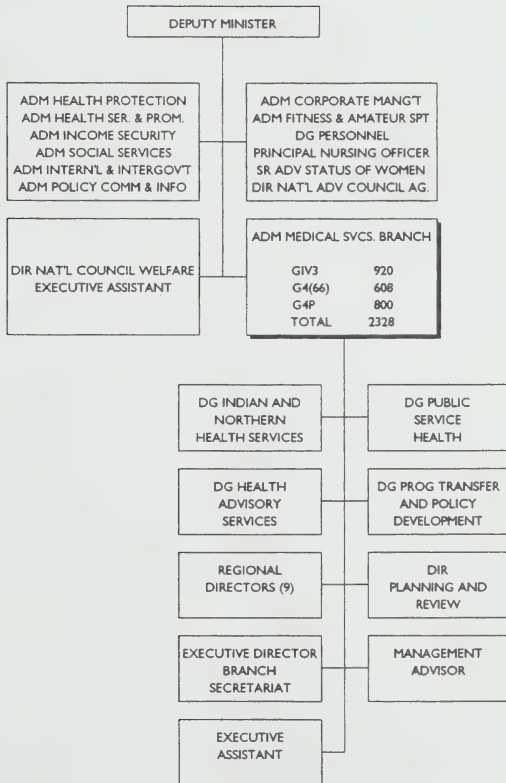 DEPUTY MINISTER
ADM HEALTH PROTECTION
ADM HEALTH SER. & PROM.
ADM INCOME SECURITY
ADM SOCIAL SERVICES
ADM INTERN'L & INTERGOV'T
ADM POLICY COMM & INFO
ADM CORPORATE MANG'T
ADM FITNESS & AMATEUR SPT
DG PERSONNEL
PRINCIPAL NURSING OFFICER
SR ADV STATUS OF WOMEN
DIR NAT'L ADV COUNCIL AG.
DIR NAT'L COUNCIL WELFARE
EXECUTIVE ASSISTANT
ADM MEDICAL SVCS. BRANCH
GIV3 920
G4(66) 608
G4P 800
TOTAL 2328
DG INDIAN AND
NORTHERN
HEALTH SERVICES
DG PUBLIC
SERVICE
HEALTH
DG HEALTH
ADVISORY
SERVICES
DG PROG TRANSFER
AND POLICY
DEVELOPMENT
REGIONAL
DIRECTORS (9)
DIR
PLANNING AND
REVIEW
EXECUTIVE DIRECTOR
BRANCH
SECRETARIAT
MANAGEMENT
ADVISOR
EXECUTIVE
ASSISTANT